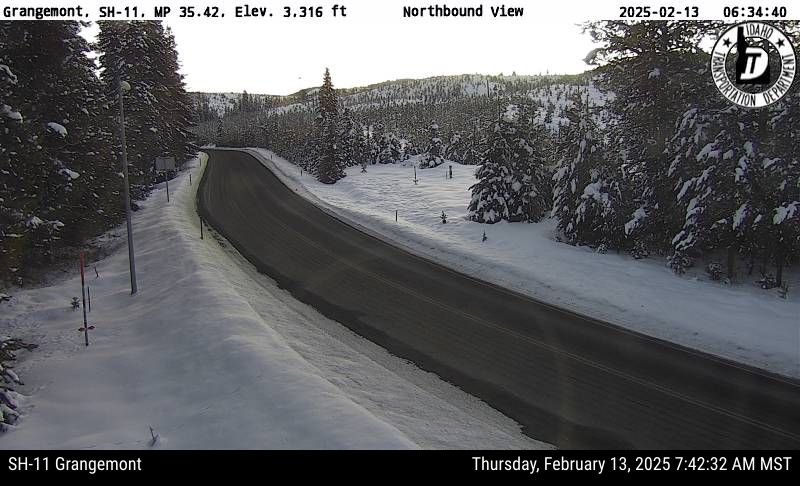 Grangemont, SH-11, MP 35.42, Elev. 3,316 ft Northbound View 2025-02-13 06:34:40
IDAHO
TRANSPORTATION DEPARTMENT
SH-11 Grangemont Thursday, February 13, 2025 7:42:32 AM MST